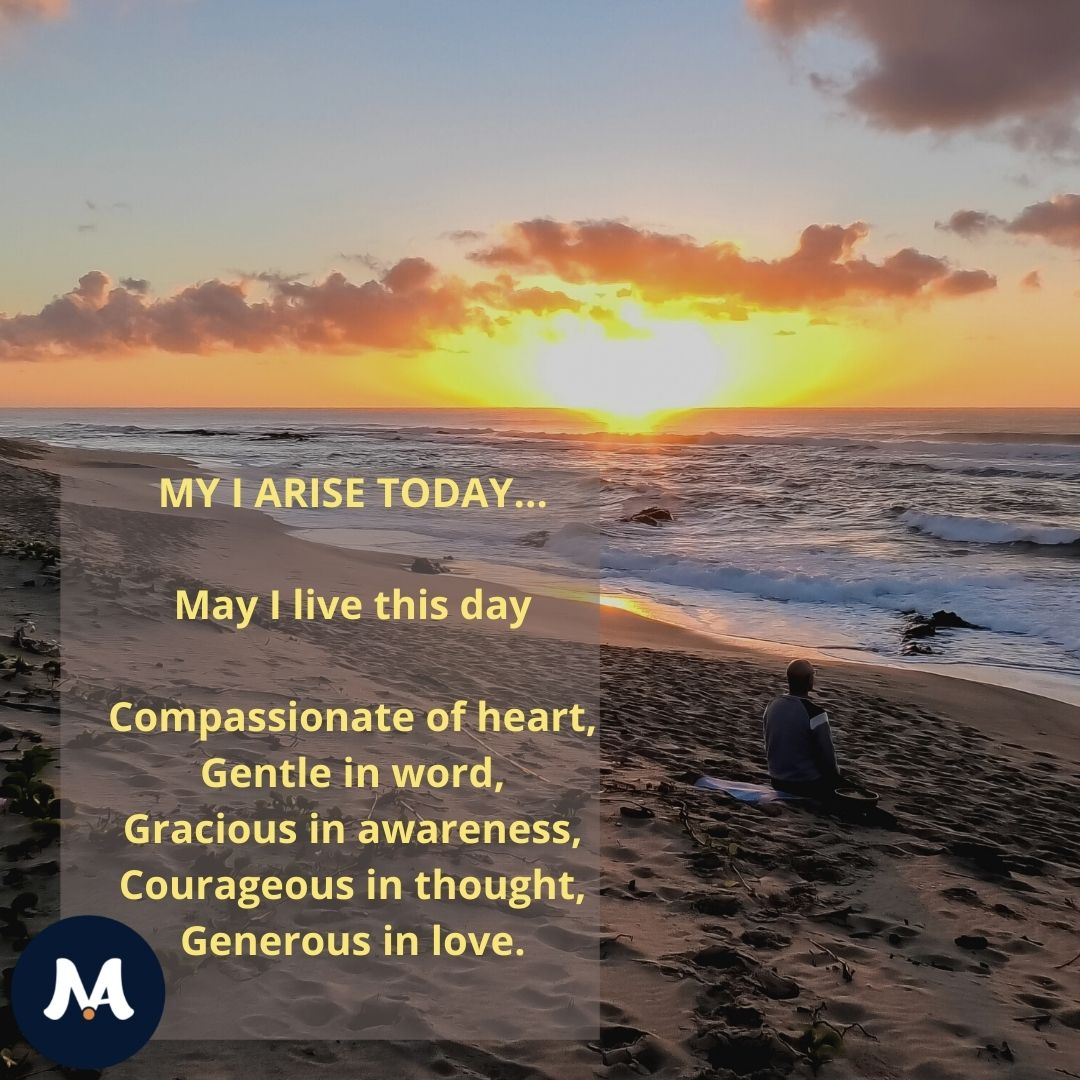 MY I ARISE TODAY...
May I live this day
Compassionate of heart,
Gentle in word,
Gracious in awareness,
Courageous in thought,
Generous in love.
MA